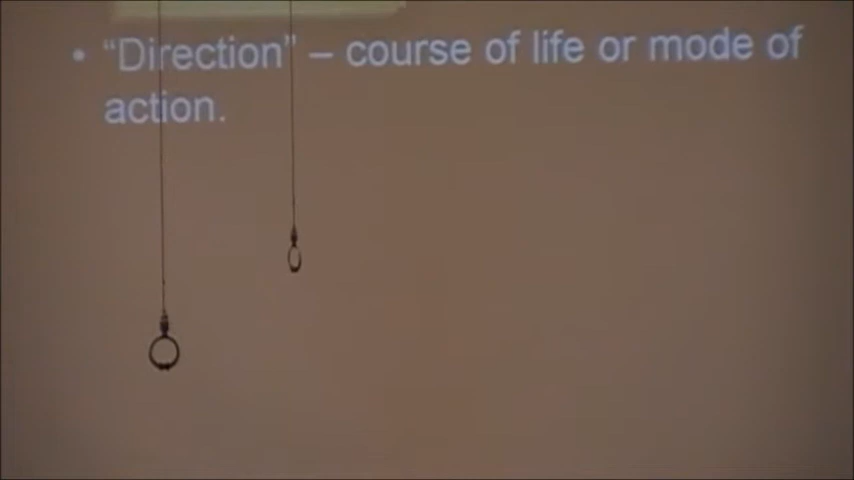 • “Direction” – course of life or mode of
action.